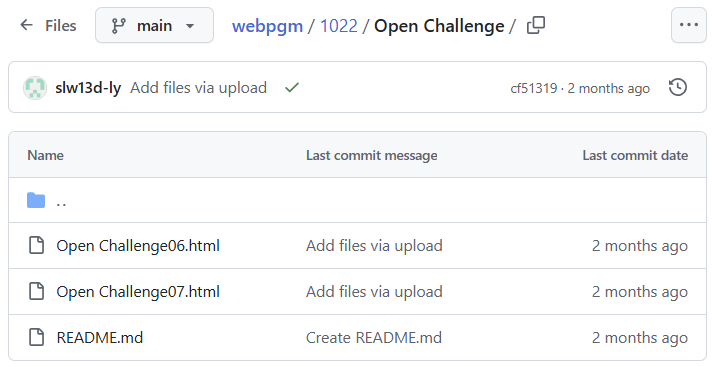 Files main webpgm / 1022 / Open Challenge /
slw13d-ly Add files via upload cf51319 · 2 months ago
Name Last commit message Last commit date
..
Open Challenge06.html Add files via upload 2 months ago
Open Challenge07.html Add files via upload 2 months ago
README.md Create README.md 2 months ago